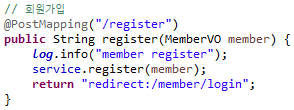 // 회원가입
@PostMapping("/register")
public String register(MemberVO member) {
    log.info("member register");
    service.register(member);
    return "redirect:/member/login";
}